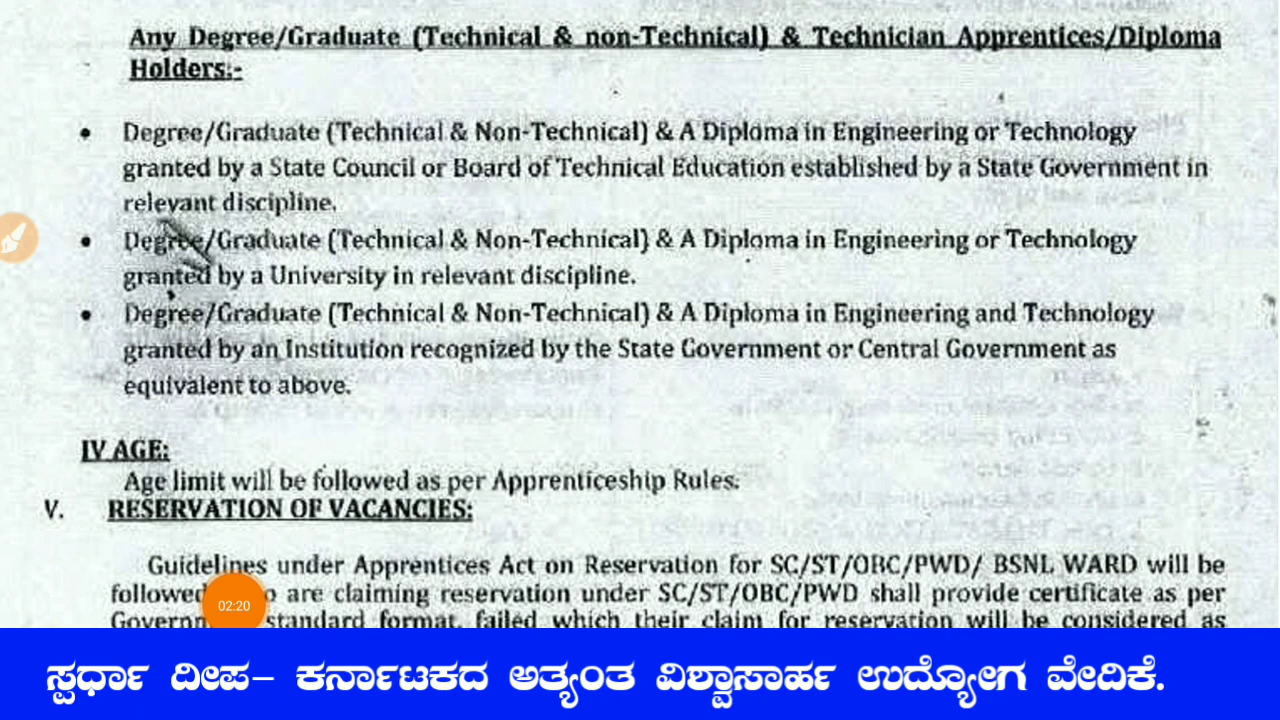 Any Degree/Graduate (Technical & non-Technical) & Technician Apprentices/Diploma
Holders:-
• Degree/Graduate (Technical & Non-Technical) & A Diploma in Engineering or Technology
granted by a State Council or Board of Technical Education established by a State Government in
relevant discipline.
• Degree/Graduate (Technical & Non-Technical) & A Diploma in Engineering or Technology
granted by a University in relevant discipline.
• Degree/Graduate (Technical & Non-Technical) & A Diploma in Engineering and Technology
granted by an Institution recognized by the State Government or Central Government as
equivalent to above.
IV AGE:
Age limit will be followed as per Apprenticeship Rules.
V. RESERVATION OF VACANCIES:
Guidelines under Apprentices Act on Reservation for SC/ST/OBC/PWD/ BSNL WARD will be
followed are claiming reservation under SC/ST/OBC/PWD shall provide certificate as per
standard format, failed which their claim for reservation will be considered as
02:20
ಸ್ಪರ್ಧಾ ದೀಪ– ಕರ್ನಾಟಕದ ಅತ್ಯಂತ ವಿಶ್ವಾಸಾರ್ಹ ಉದ್ಯೋಗ ವೇದಿಕೆ.